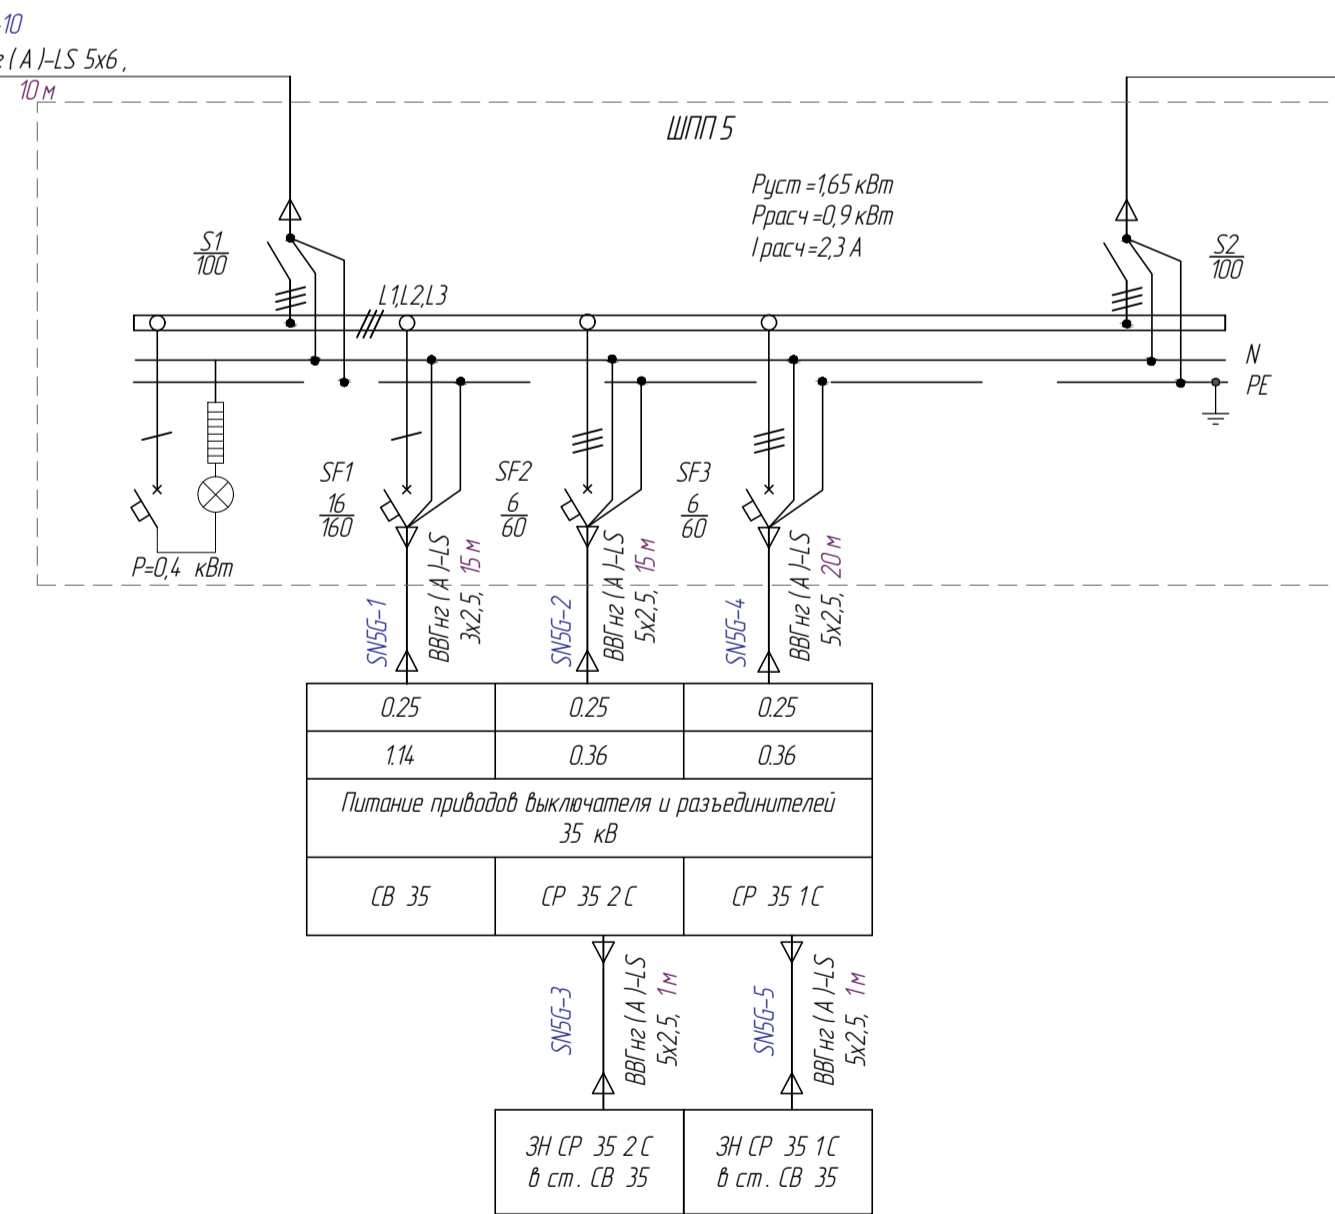 -10
г(А)-LS 5х6,
10 м
ШПП 5
Руст =1,65 кВт
Ррасч =0,9 кВт
I расч=2,3 А
S1
100
S2
100
L1,L2,L3
N
PE
SF1
16
160
SF2
6
60
SF3
6
60
Р=0,4 кВт
SN5G-1
ВВГнг(А)-LS
3х2,5, 15 м
SN5G-2
ВВГнг(А)-LS
5х2,5, 15 м
SN5G-4
ВВГнг(А)-LS
5х2,5, 20 м
0.25 0.25 0.25
1.14 0.36 0.36
Питание приводов выключателя и разъединителей
35 кВ
СВ 35 СР 35 2С СР 35 1С
SN5G-3
ВВГнг(А)-LS
5х2,5, 1 м
SN5G-5
ВВГнг(А)-LS
5х2,5, 1 м
ЗН СР 35 2С
в ст. СВ 35
ЗН СР 35 1С
в ст. СВ 35